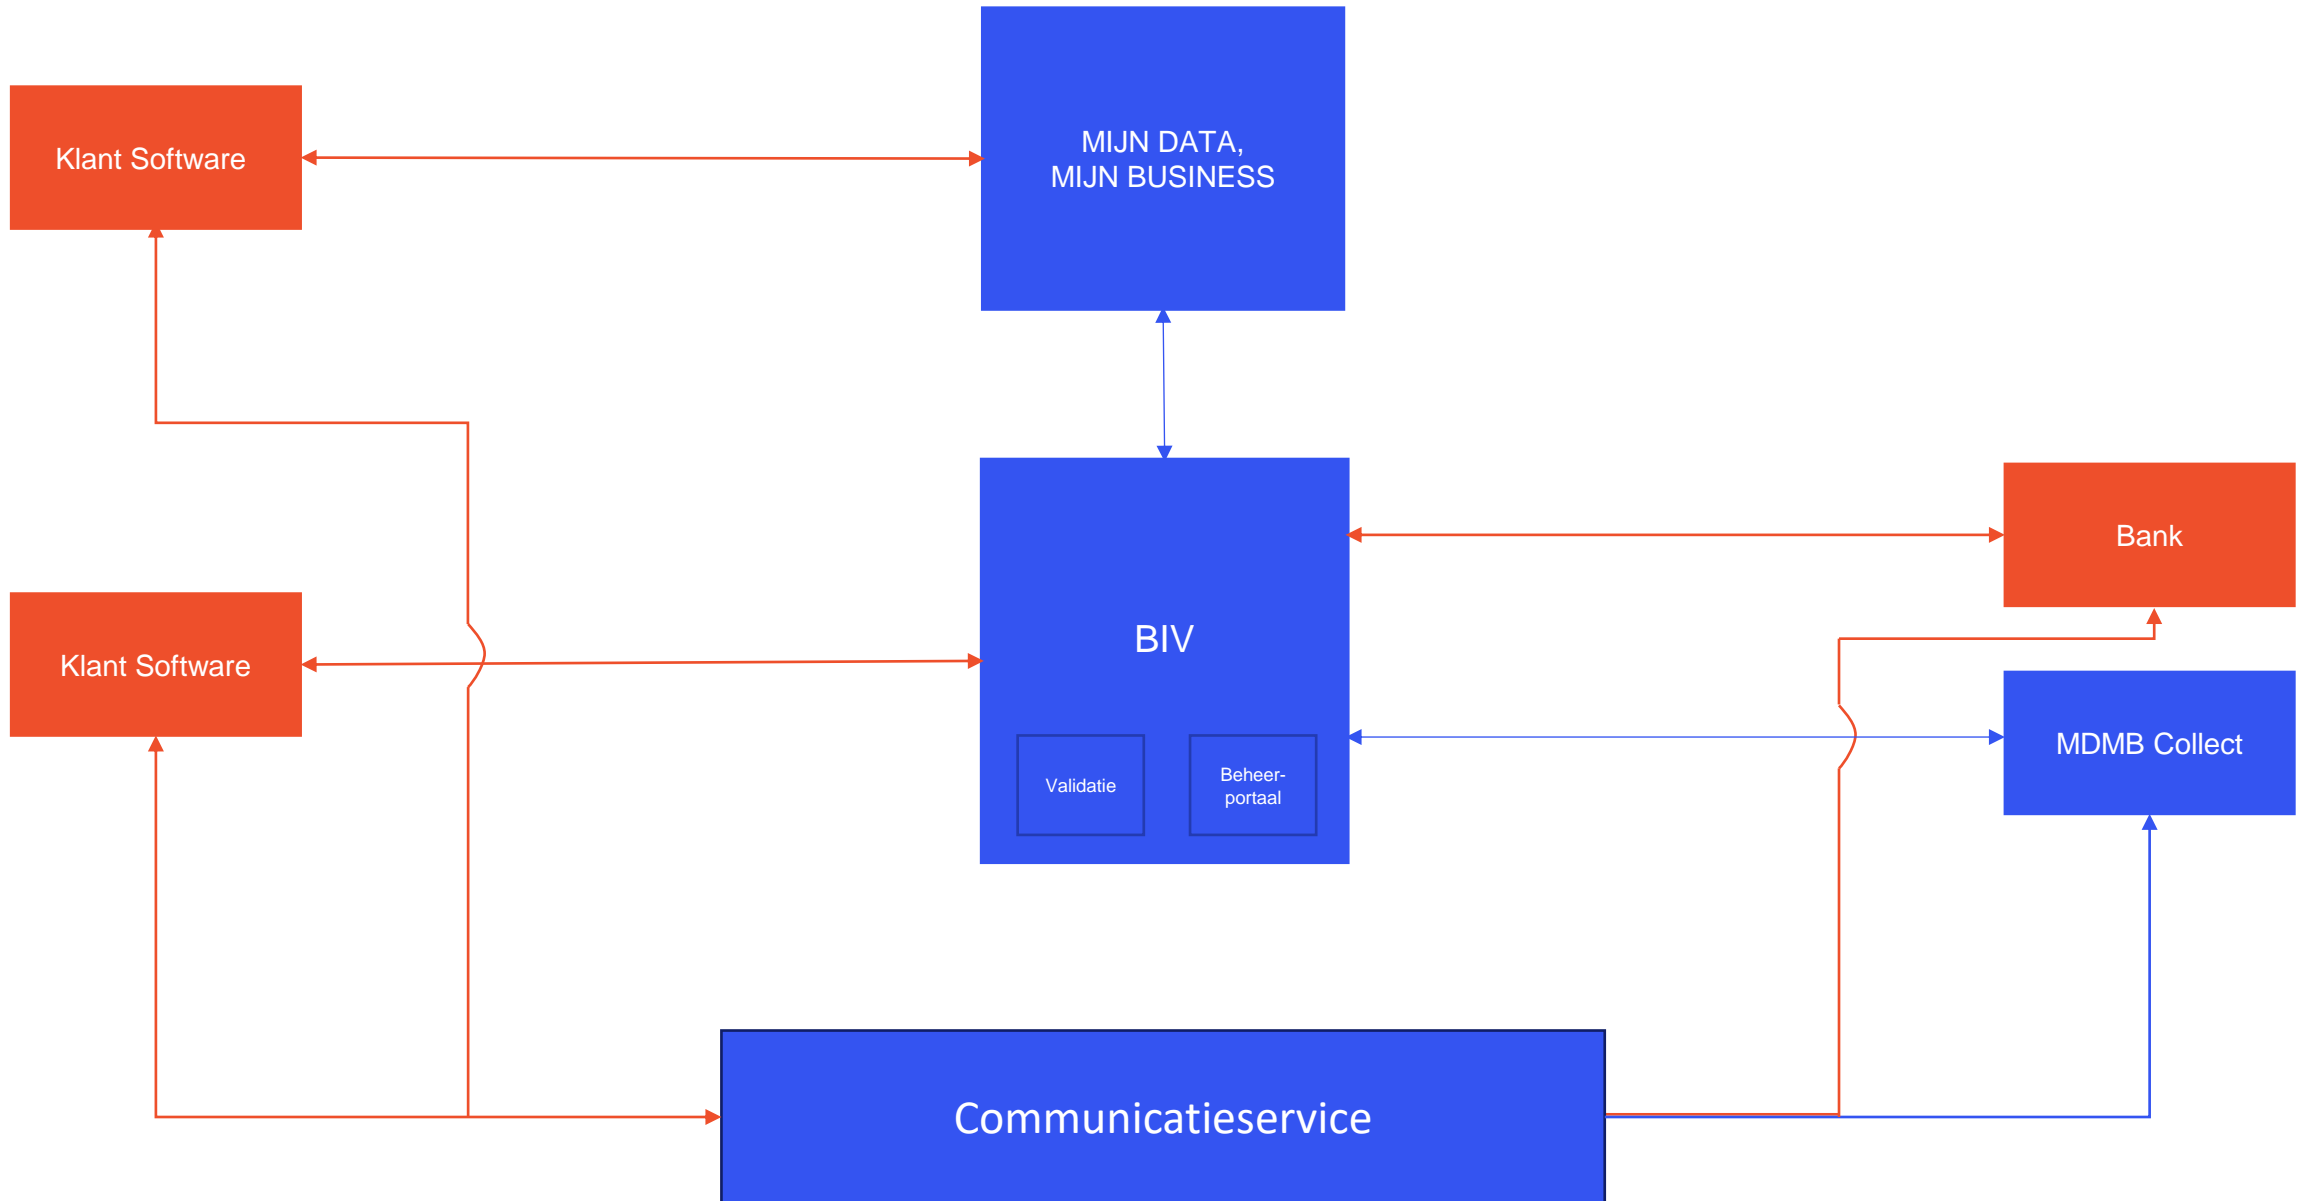 MIJN DATA,
MIJN BUSINESS
Klant Software
Bank
BIV
Klant Software
MDMB Collect
Validatie
Beheer-
portaal
Communicatieservice